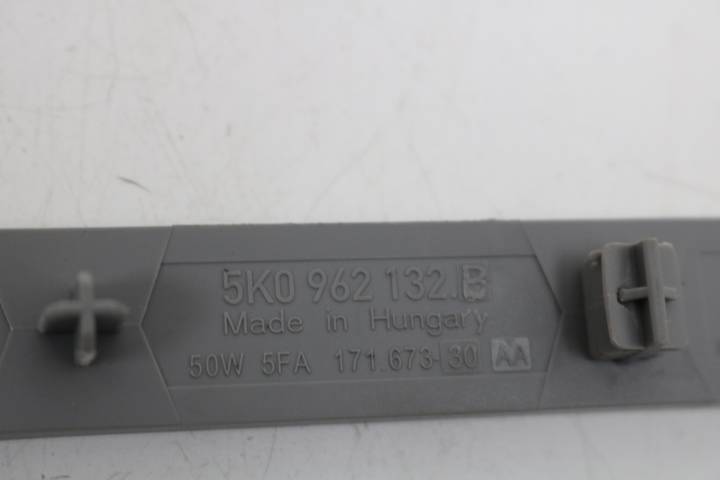 5K0 962 132.B
Made in Hungary
50W 5FA 171.673-30 AA